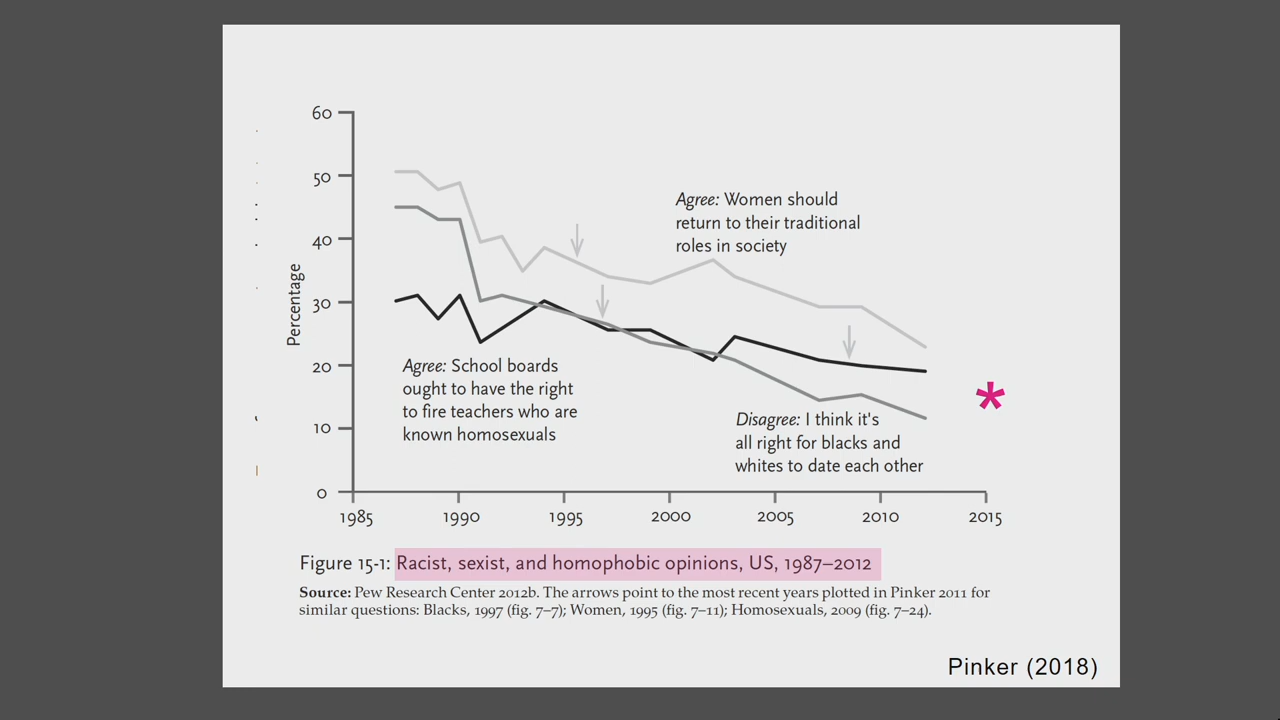 60
50
40
30
20
10
0
Percentage
1985
1990
1995
2000
2005
2010
2015
Agree: Women should
return to their traditional
roles in society
Agree: School boards
ought to have the right
to fire teachers who are
known homosexuals
Disagree: I think it's
all right for blacks and
whites to date each other
*
Figure 15-1: Racist, sexist, and homophobic opinions, US, 1987–2012
Source: Pew Research Center 2012b. The arrows point to the most recent years plotted in Pinker 2011 for
similar questions: Blacks, 1997 (fig. 7–7); Women, 1995 (fig. 7–11); Homosexuals, 2009 (fig. 7–24).
Pinker (2018)